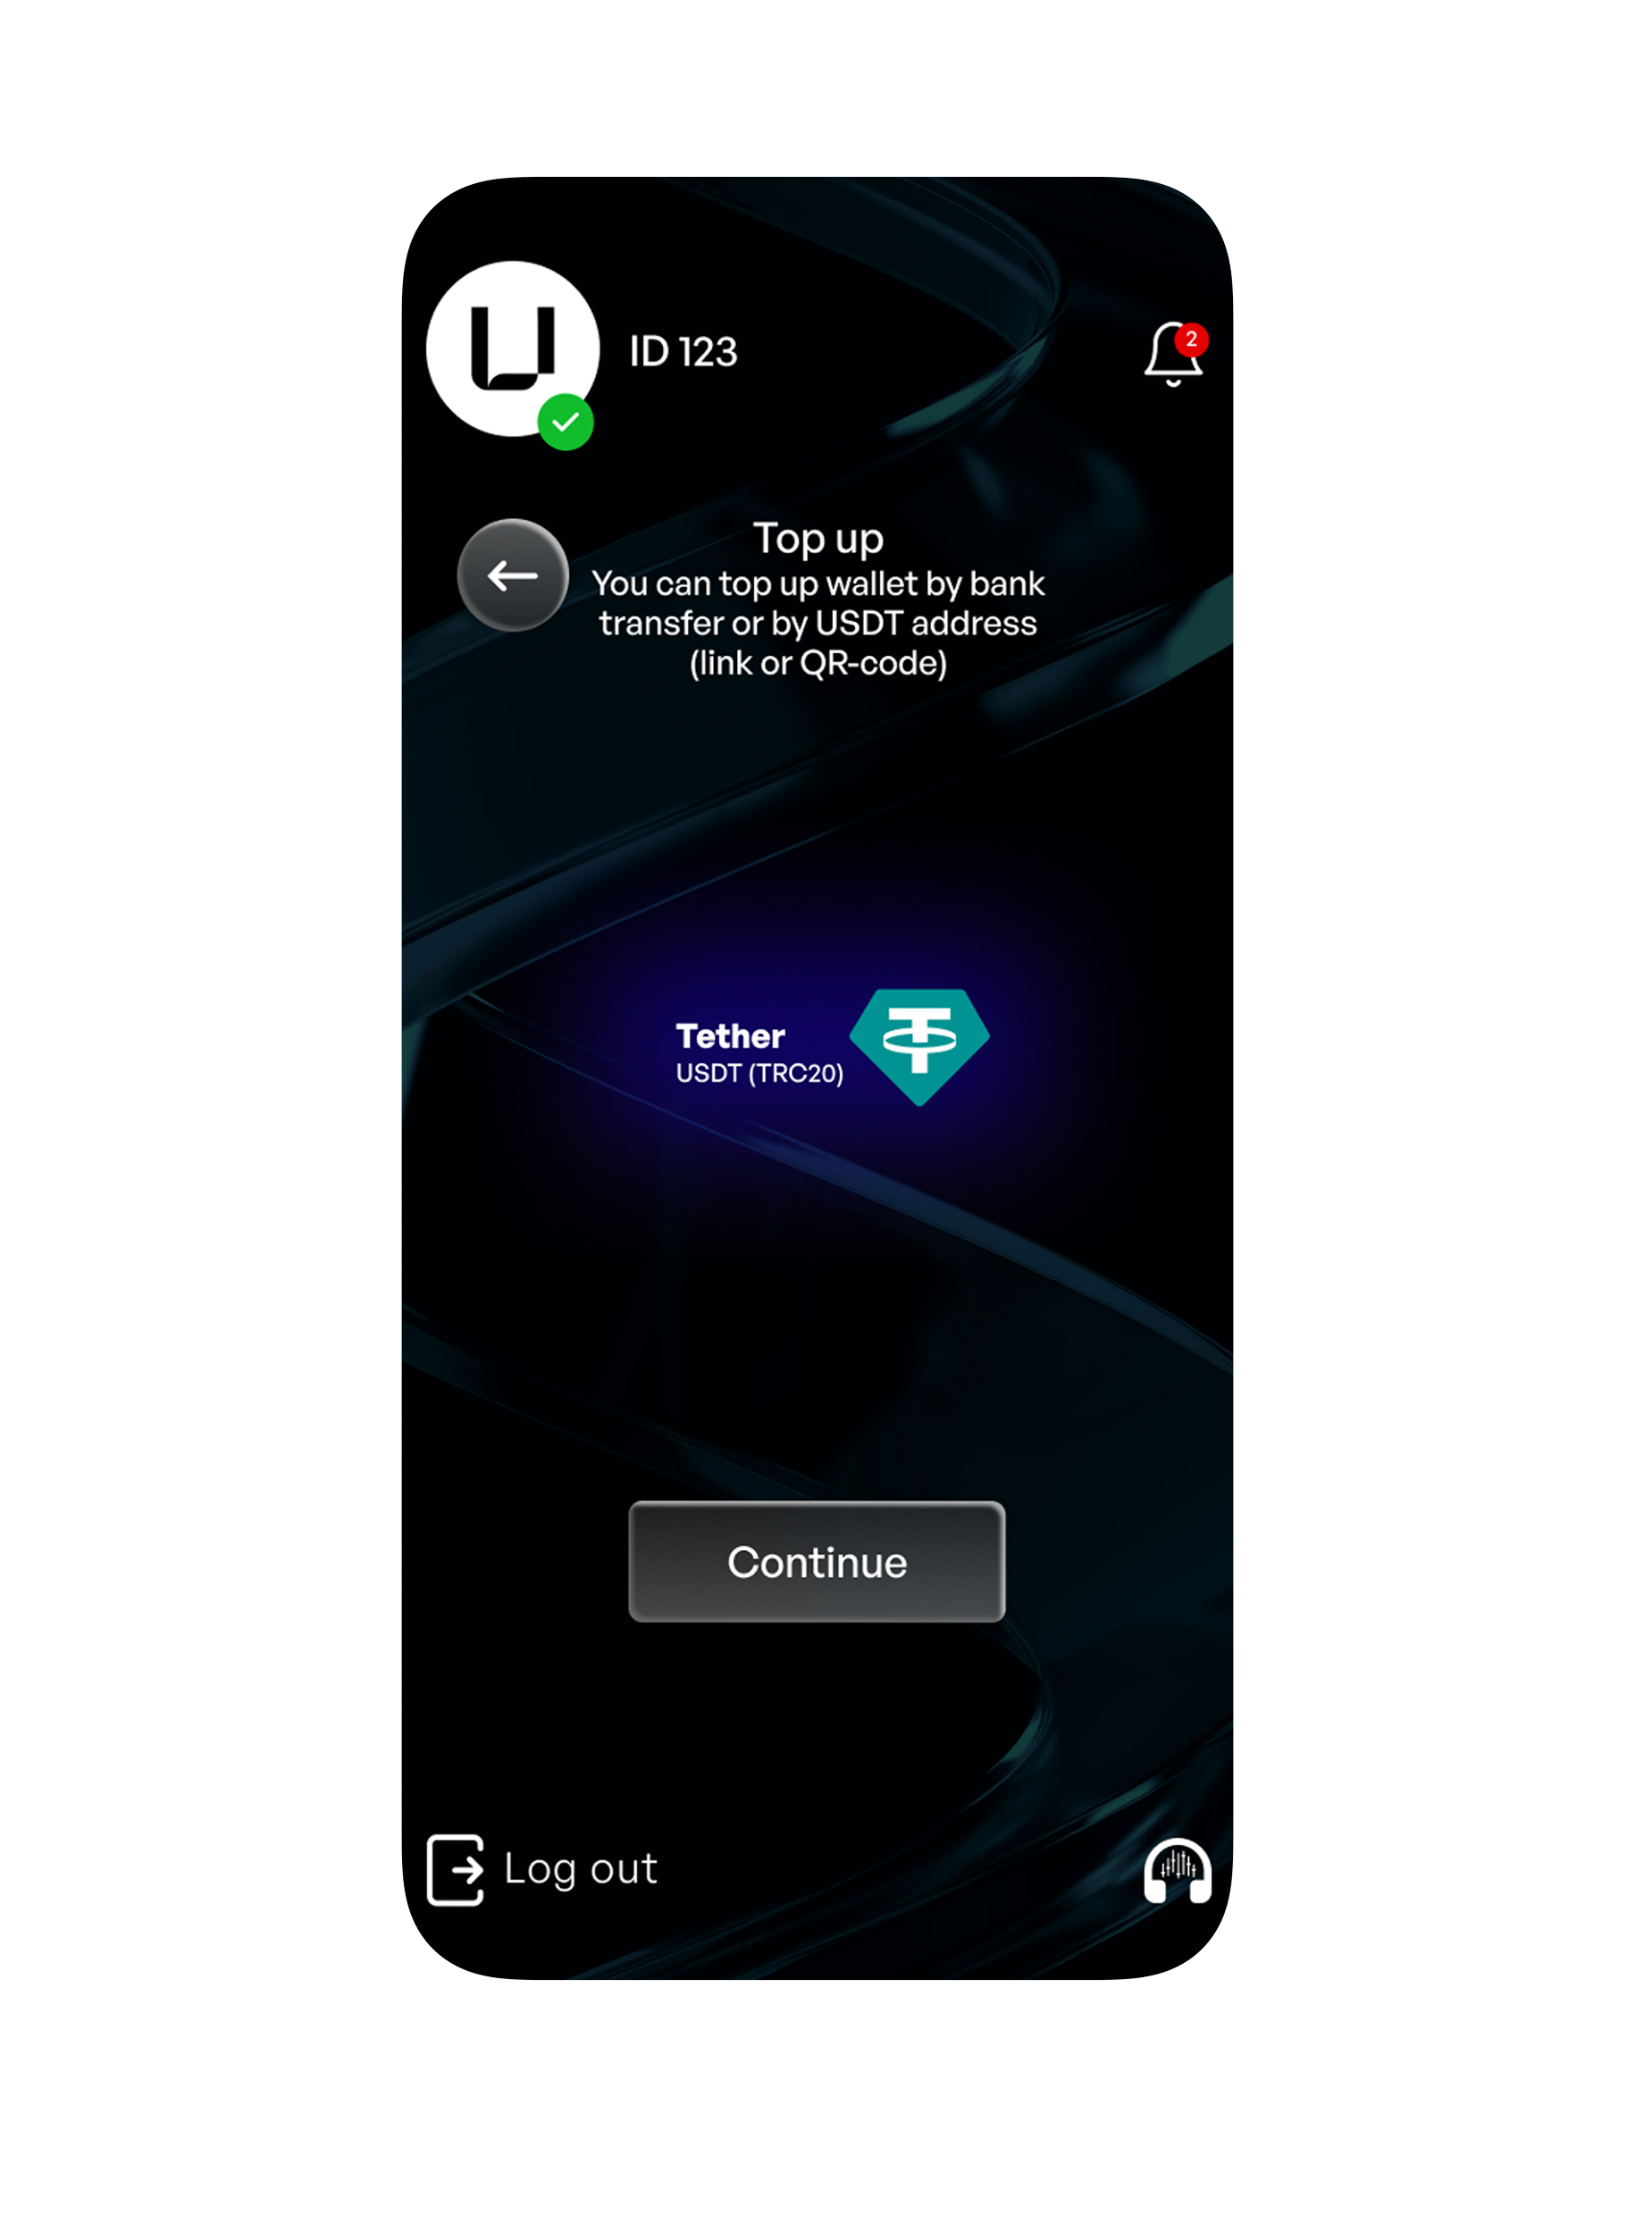 ID 123
2
Top up
You can top up wallet by bank
transfer or by USDT address
(link or QR-code)
Tether
USDT (TRC20)
Continue
Log out